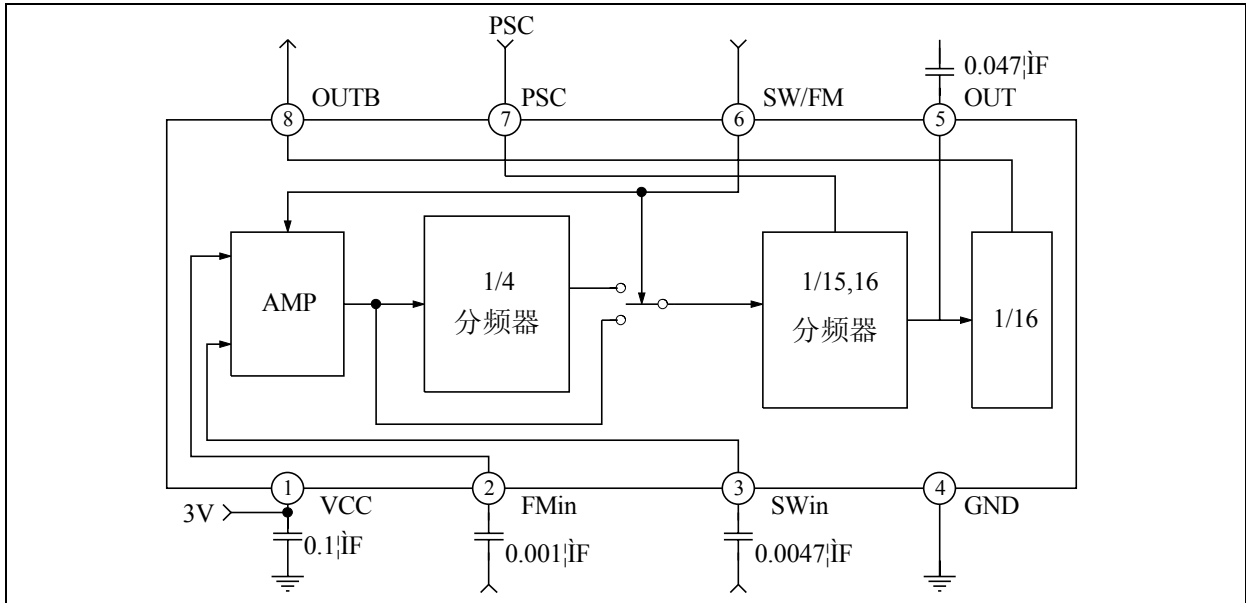 PSC
0.047¦ÌF
OUTB
PSC
SW/FM
OUT
8
7
6
5
AMP
1/4
分频器
1/15,16
分频器
1/16
1
2
3
4
VCC
FMin
SWin
GND
3V
0.1¦ÌF
0.001¦ÌF
0.0047¦ÌF